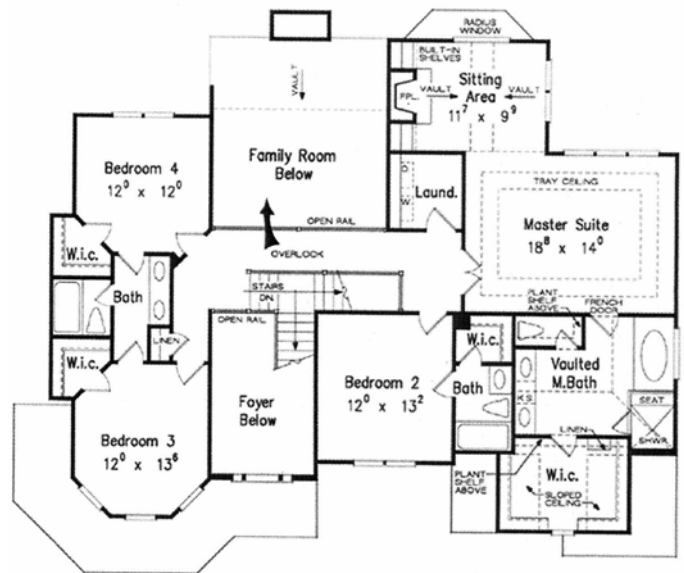 RADIUS
WINDOW
BUILT-IN
SHELVES
Sitting
Area
11⁷ x 9⁹
VAULT
VAULT
FPL.
VAULT
Family Room
Below
Bedroom 4
12⁰ x 12⁰
D
W
Laund.
TRAY CEILING
Master Suite
18⁸ x 14⁰
OPEN RAIL
OVERLOOK
W.i.c.
Bath
STAIRS
DN.
OPEN RAIL
LINEN
W.i.c.
Foyer
Below
Bedroom 3
12⁰ x 13⁶
Bedroom 2
12⁰ x 13²
W.i.c.
Bath
PLANT
SHELF
ABOVE
FRENCH
DOOR
Vaulted
M.Bath
K.S.
SEAT
SHWR.
LINEN
PLANT
SHELF
ABOVE
W.i.c.
SLOPED
CEILING